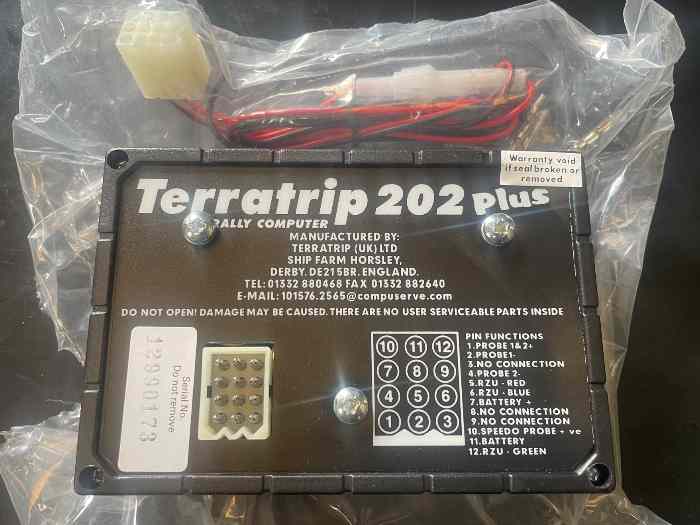 Warranty void
if seal broken or
removed
Terratrip 202 Plus
RALLY COMPUTER
MANUFACTURED BY:
TERRATRIP (UK) LTD
SHIP FARM HORSLEY,
DERBY. DE21 5BR. ENGLAND.
TEL: 01332 880468 FAX 01332 882640
E-MAIL: 101576.2565@compuserve.com
DO NOT OPEN! DAMAGE MAY BE CAUSED. THERE ARE NO USER SERVICEABLE PARTS INSIDE
Serial No.
12990173
Do not remove
10 11 12
7 8 9
4 5 6
1 2 3
PIN FUNCTIONS
1. PROBE 1&2+
2. PROBE1-
3. NO CONNECTION
4. PROBE 2-
5. RZU - RED
6. RZU - BLUE
7. BATTERY +
8. NO CONNECTION
9. NO CONNECTION
10. SPEEDO PROBE + ve
11. BATTERY
12. RZU - GREEN